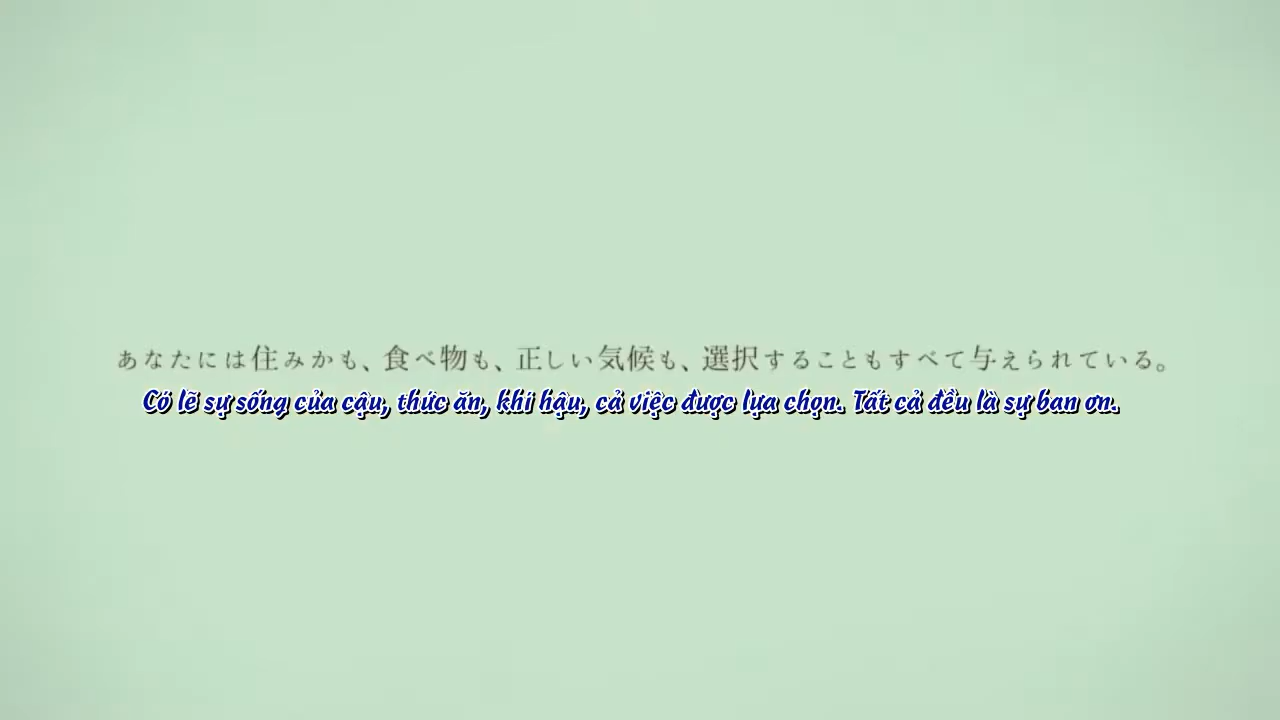 あなたには住みかも、食べ物も、正しい気候も、選択することもすべて与えられている。
Có lẽ sự sống của cậu, thức ăn, khí hậu, cả việc được lựa chọn. Tất cả đều là sự ban ơn.